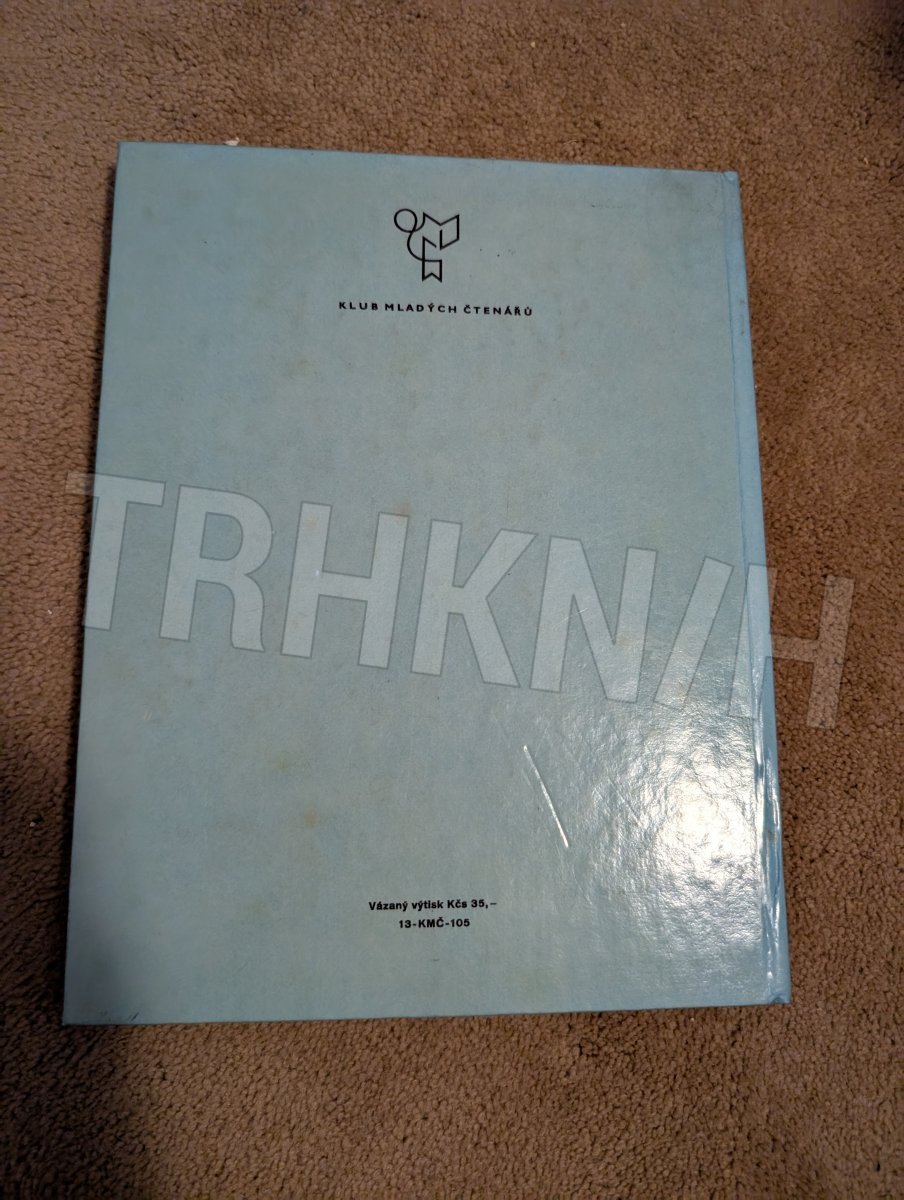 KLUB MLADÝCH ČTENÁŘŮ
TRHKNIH
Vázaný výtisk Kčs 35,–
13-KMČ-105